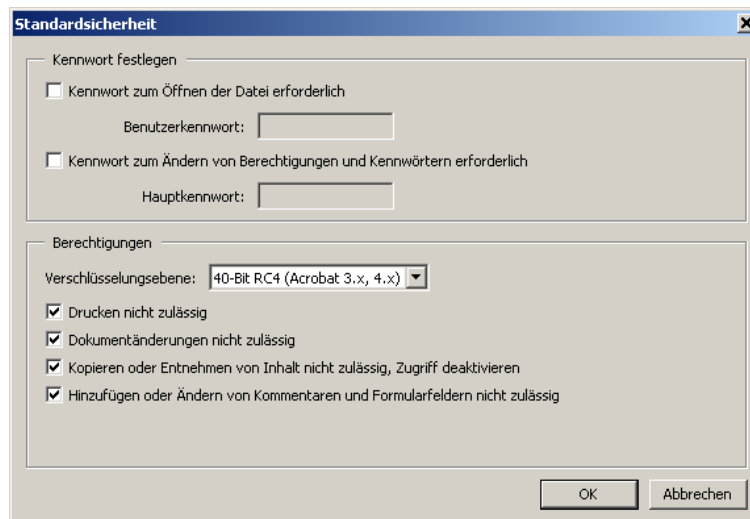 Standardsicherheit
Kennwort festlegen
Kennwort zum Öffnen der Datei erforderlich
Benutzerkennwort:
Kennwort zum Ändern von Berechtigungen und Kennwörtern erforderlich
Hauptkennwort:
Berechtigungen
Verschlüsselungsebene: 40-Bit RC4 (Acrobat 3.x, 4.x)
Drucken nicht zulässig
Dokumentänderungen nicht zulässig
Kopieren oder Entnehmen von Inhalt nicht zulässig, Zugriff deaktivieren
Hinzufügen oder Ändern von Kommentaren und Formularfeldern nicht zulässig
OK Abbrechen